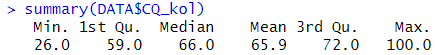 > summary(DATA$CQ_kol)
Min. 1st Qu. Median Mean 3rd Qu. Max.
26.0 59.0 66.0 65.9 72.0 100.0